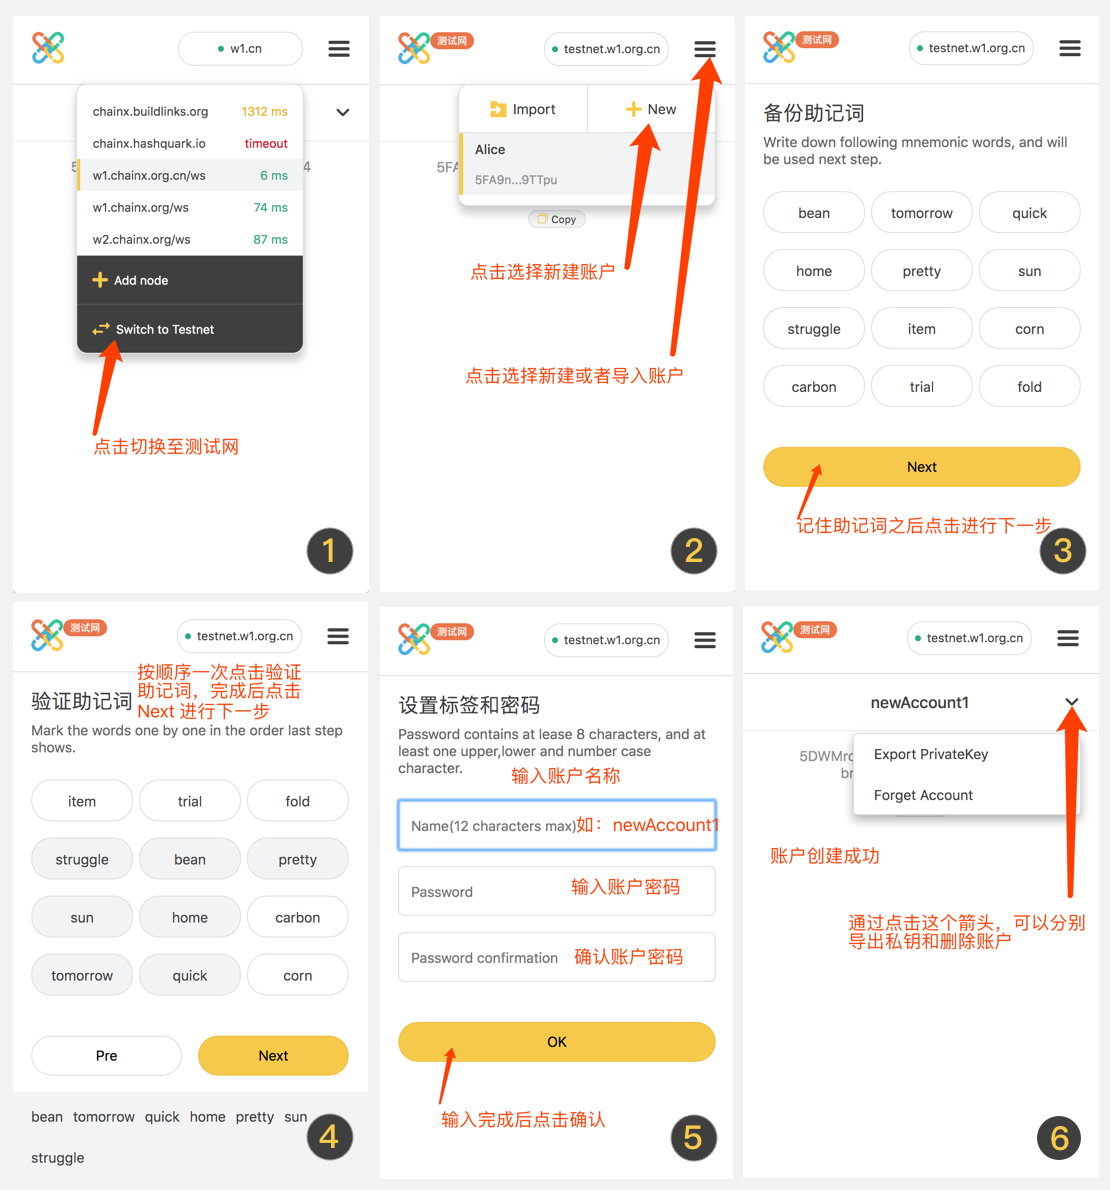 w1.cn
chainx.buildlinks.org 1312 ms
chainx.hashquark.io timeout
w1.chainx.org.cn/ws 6 ms
w1.chainx.org/ws 74 ms
w2.chainx.org/ws 87 ms
Add node
Switch to Testnet
点击切换至测试网
1
测试网
testnet.w1.org.cn
Import
New
Alice
5FA9n...9TTpu
Copy
点击选择新建账户
点击选择新建或者导入账户
2
测试网
testnet.w1.org.cn
备份助记词
Write down following mnemonic words, and will
be used next step.
bean tomorrow quick
home pretty sun
struggle item corn
carbon trial fold
Next
记住助记词之后点击进行下一步
3
测试网
testnet.w1.org.cn
按顺序一次点击验证
助记词，完成后点击
Next 进行下一步
验证助记词
Mark the words one by one in the order last step
shows.
item trial fold
struggle bean pretty
sun home carbon
tomorrow quick corn
Pre Next
bean tomorrow quick home pretty sun
struggle
4
测试网
testnet.w1.org.cn
设置标签和密码
Password contains at lease 8 characters, and at
least one upper,lower and number case
character.
输入账户名称
Name(12 characters max)如：newAccount1
Password 输入账户密码
Password confirmation 确认账户密码
OK
输入完成后点击确认
5
测试网
testnet.w1.org.cn
newAccount1
5DWMr
br
Export PrivateKey
Forget Account
账户创建成功
通过点击这个箭头，可以分别
导出私钥和删除账户
6